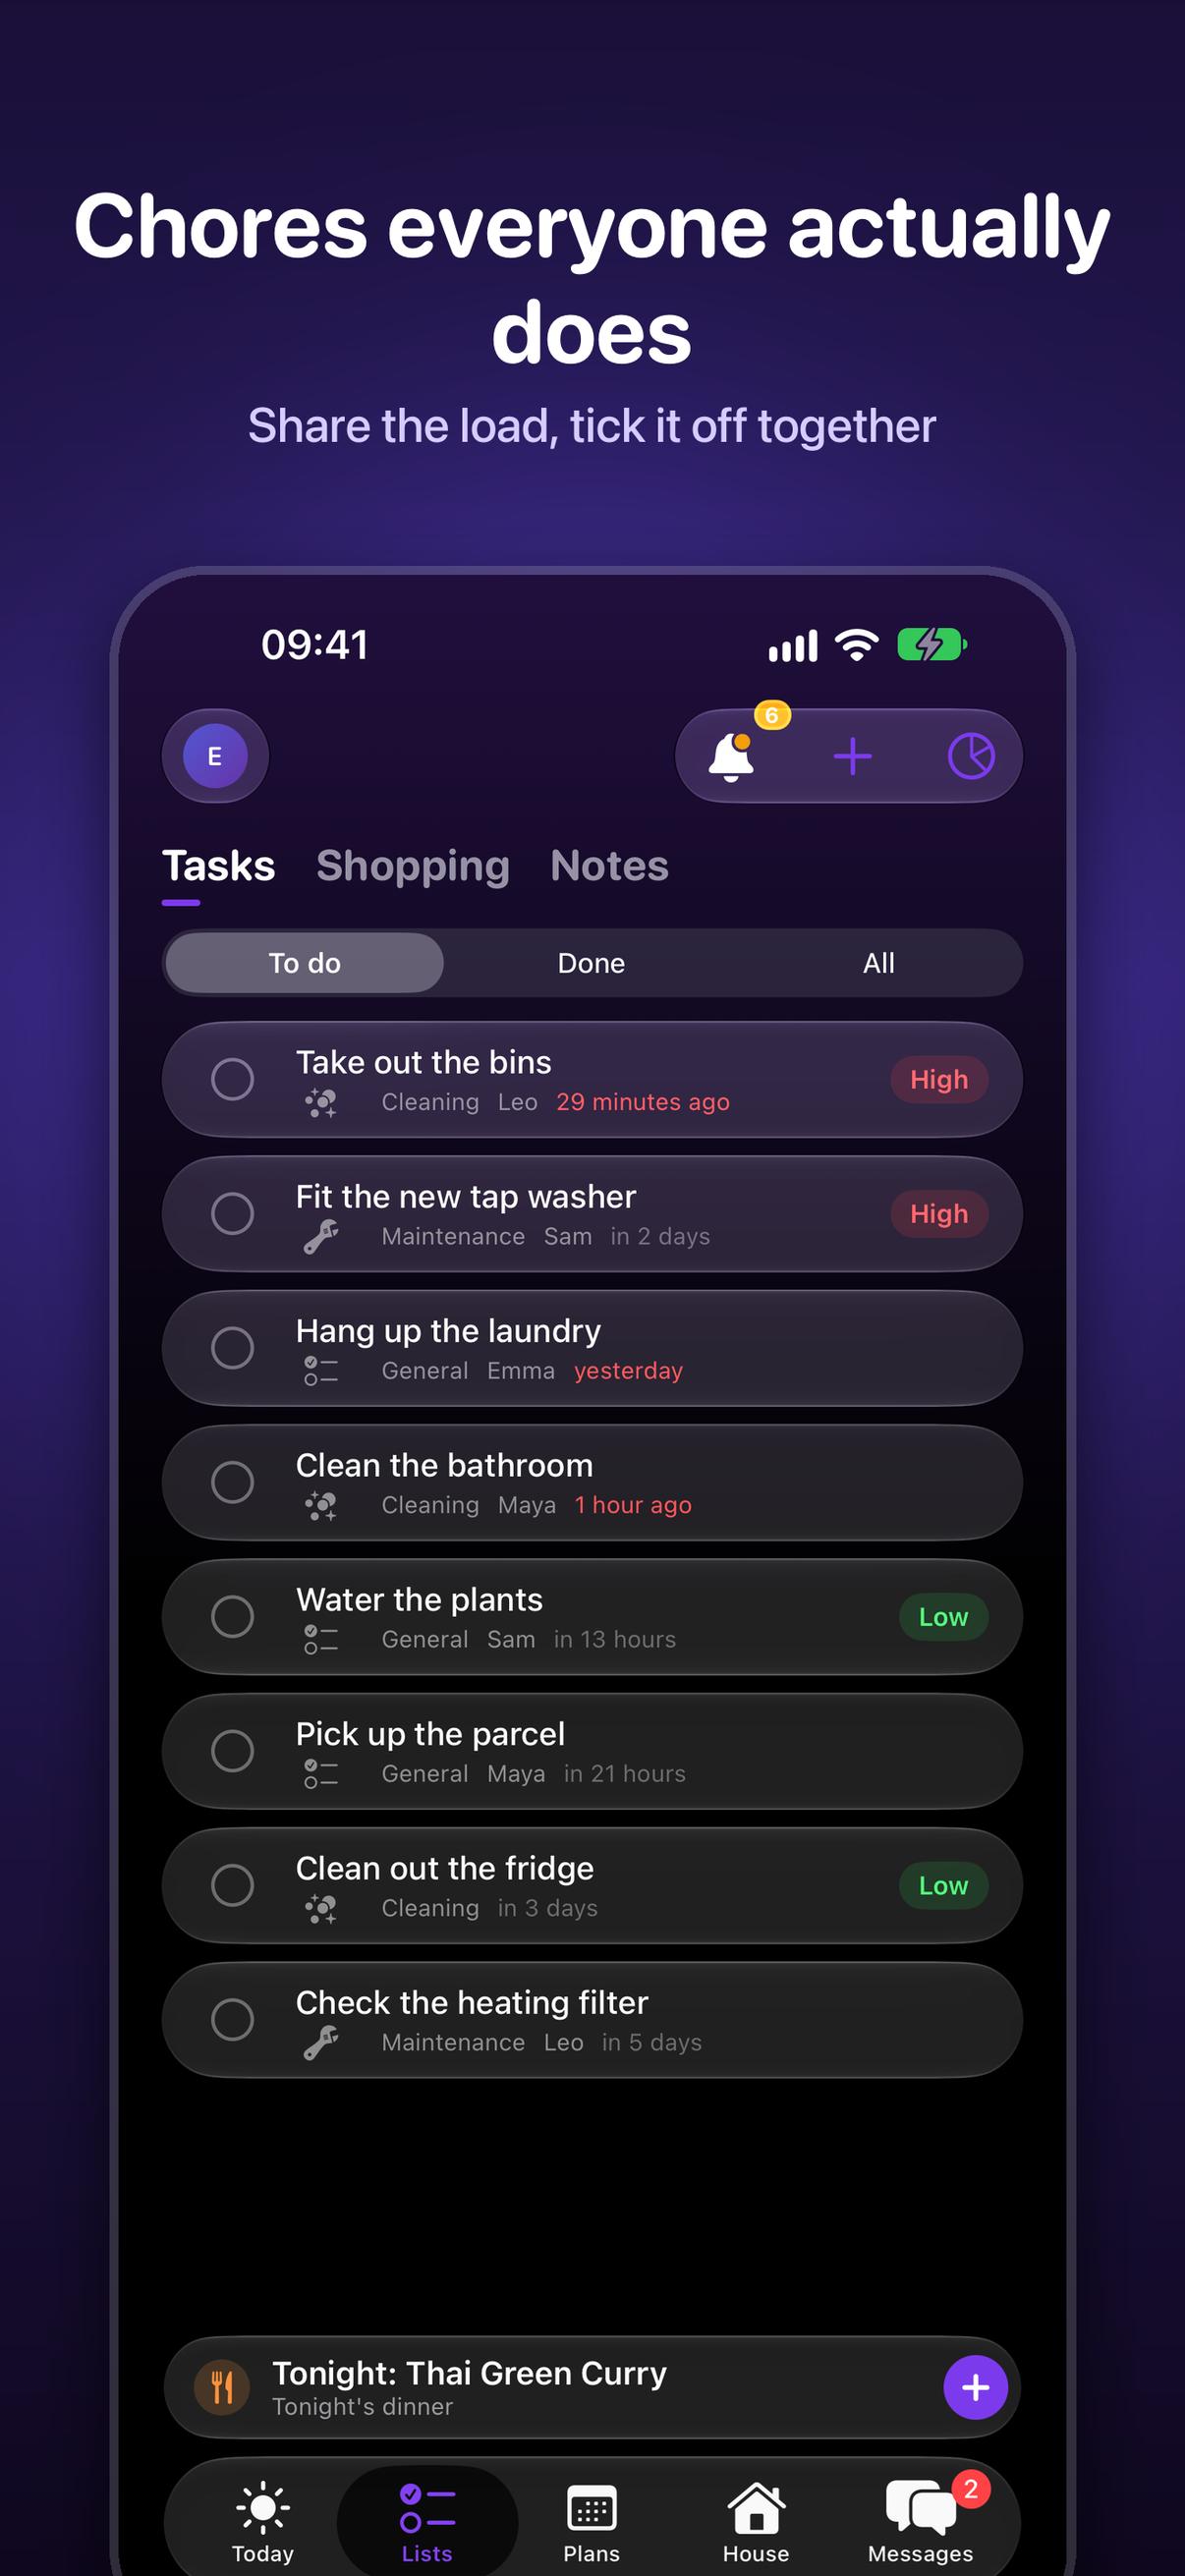 Chores everyone actually
does
Share the load, tick it off together
09:41
E
6
Tasks Shopping Notes
To do Done All
Take out the bins
Cleaning Leo 29 minutes ago
High
Fit the new tap washer
Maintenance Sam in 2 days
High
Hang up the laundry
General Emma yesterday
Clean the bathroom
Cleaning Maya 1 hour ago
Water the plants
General Sam in 13 hours
Low
Pick up the parcel
General Maya in 21 hours
Clean out the fridge
Cleaning in 3 days
Low
Check the heating filter
Maintenance Leo in 5 days
Tonight: Thai Green Curry
Tonight's dinner
2
Today Lists Plans House Messages